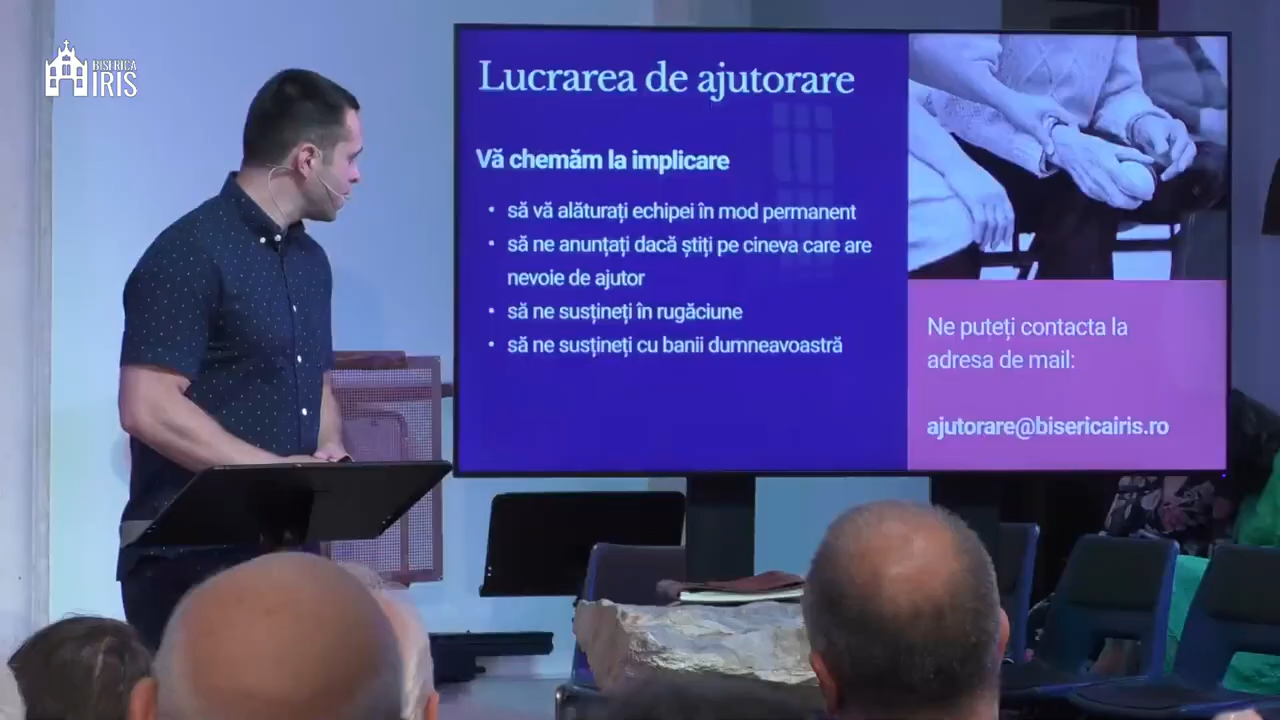 BISERICA
IRIS
Lucrarea de ajutorare
Vă chemăm la implicare
• să vă alăturați echipei în mod permanent
• să ne anunțați dacă știți pe cineva care are
nevoie de ajutor
• să ne susțineți în rugăciune
• să ne susțineți cu banii dumneavoastră
Ne puteți contacta la
adresa de mail:
ajutorare@bisericairis.ro